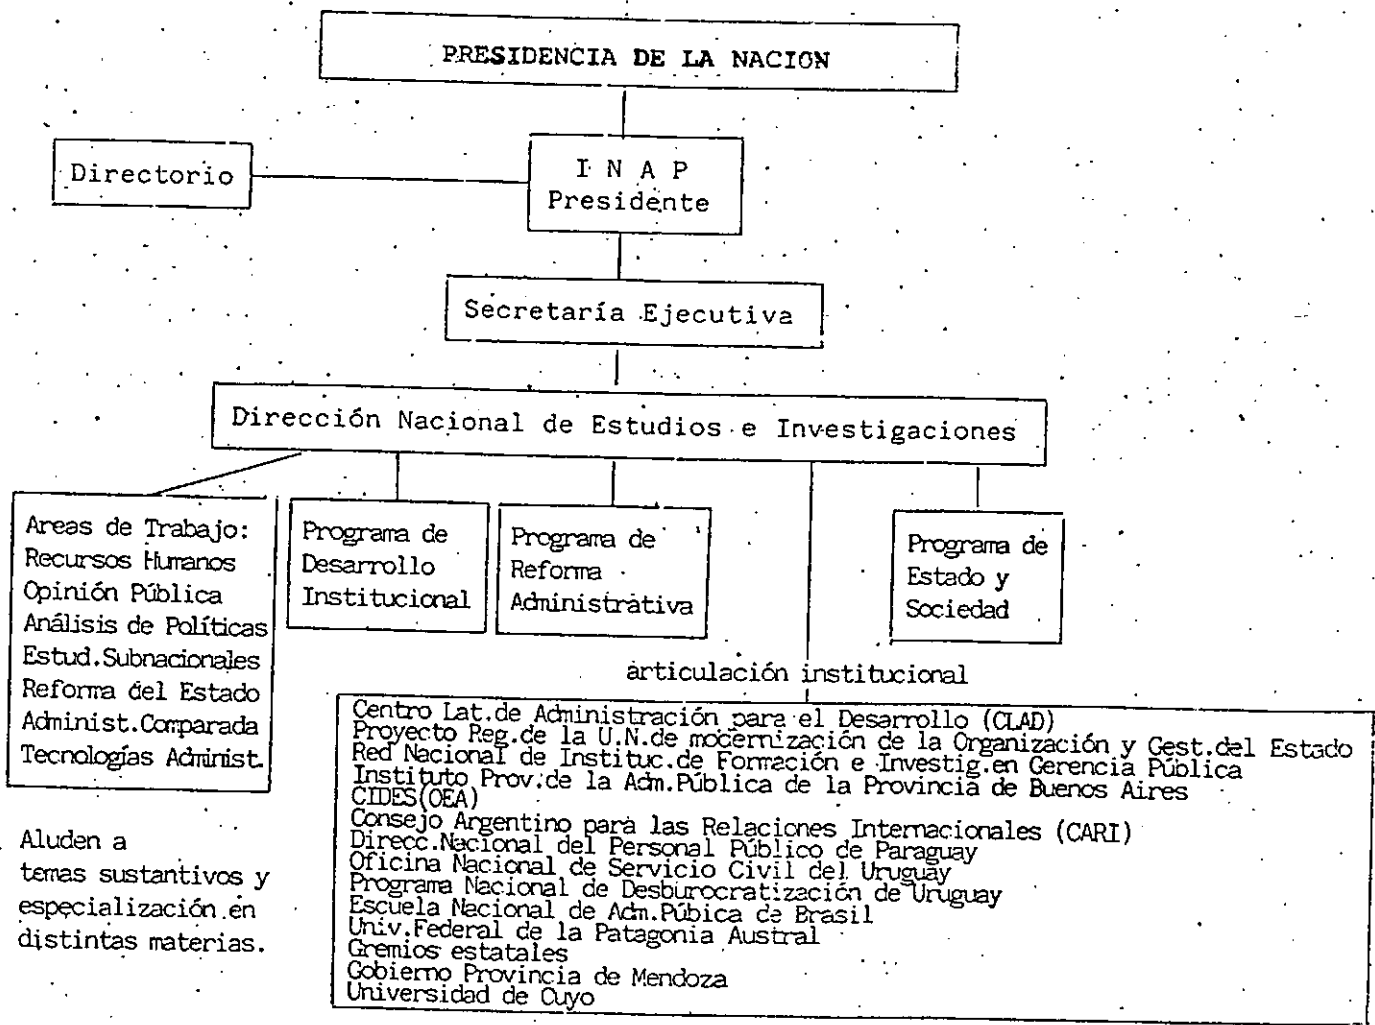 PRESIDENCIA DE LA NACION
Directorio
I N A P
Presidente
Secretaría Ejecutiva
Dirección Nacional de Estudios e Investigaciones
Areas de Trabajo:
Recursos Humanos
Opinión Pública
Análisis de Políticas
Estud.Subnacionales
Reforma del Estado
Administ.Comparada
Tecnologías Administ.
Programa de
Desarrollo
Institucional
Programa de
Reforma
Administrativa
Programa de
Estado y
Sociedad
articulación institucional
Centro Lat.de Administración para el Desarrollo (CLAD)
Proyecto Reg.de la U.N.de modernización de la Organización y Gest.del Estado
Red Nacional de Instituc.de Formación e Investig.en Gerencia Pública
Instituto Prov.de la Adm.Pública de la Provincia de Buenos Aires
CIDES(OEA)
Consejo Argentino para las Relaciones Internacionales (CARI)
Direcc.Nacional del Personal Público de Paraguay
Oficina Nacional de Servicio Civil del Uruguay
Programa Nacional de Desburocratización de Uruguay
Escuela Nacional de Adm.Púbica de Brasil
Univ.Federal de la Patagonia Austral
Gremios estatales
Gobierno Provincia de Mendoza
Universidad de Cuyo
Aluden a
temas sustantivos y
especialización en
distintas materias.